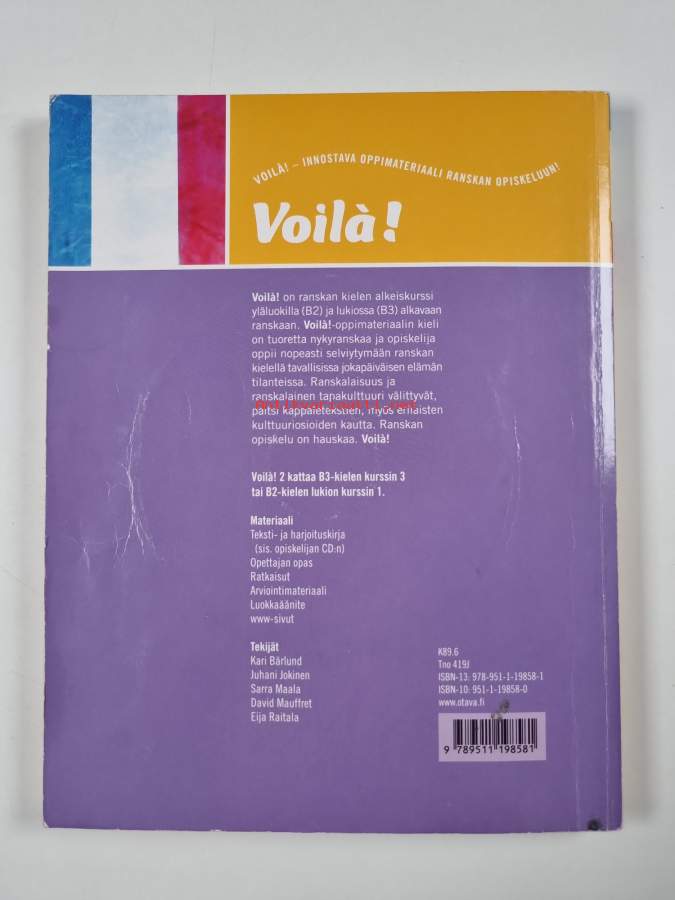 VOILÀ! – INNOSTAVA OPPIMATERIAALI RANSKAN OPISKELUUN!
Voilà!
Voilà! on ranskan kielen alkeiskurssi
yläluokilla (B2) ja lukiossa (B3) alkavaan
ranskaan. Voilà!-oppimateriaalin kieli
on tuoretta nykyranskaa ja opiskelija
oppii nopeasti selviytymään ranskan
kielellä tavallisissa jokapäiväisen elämän
tilanteissa. Ranskalaisuus ja
ranskalainen tapakulttuuri välittyvät,
paitsi kappaletekstien, myös erilaisten
kulttuuriosioiden kautta. Ranskan
opiskelu on hauskaa. Voilà!
Voilà! 2 kattaa B3-kielen kurssin 3
tai B2-kielen lukion kurssin 1.
Materiaali
Teksti- ja harjoituskirja
(sis. opiskelijan CD:n)
Opettajan opas
Ratkaisut
Arviointimateriaali
Luokkaäänite
www-sivut
Tekijät
Kari Bärlund
Juhani Jokinen
Sarra Maala
David Mauffret
Eija Raitala
K89.6
Tno 419J
ISBN-13: 978-951-1-19858-1
ISBN-10: 951-1-19858-0
www.otava.fi
9 789511 198581